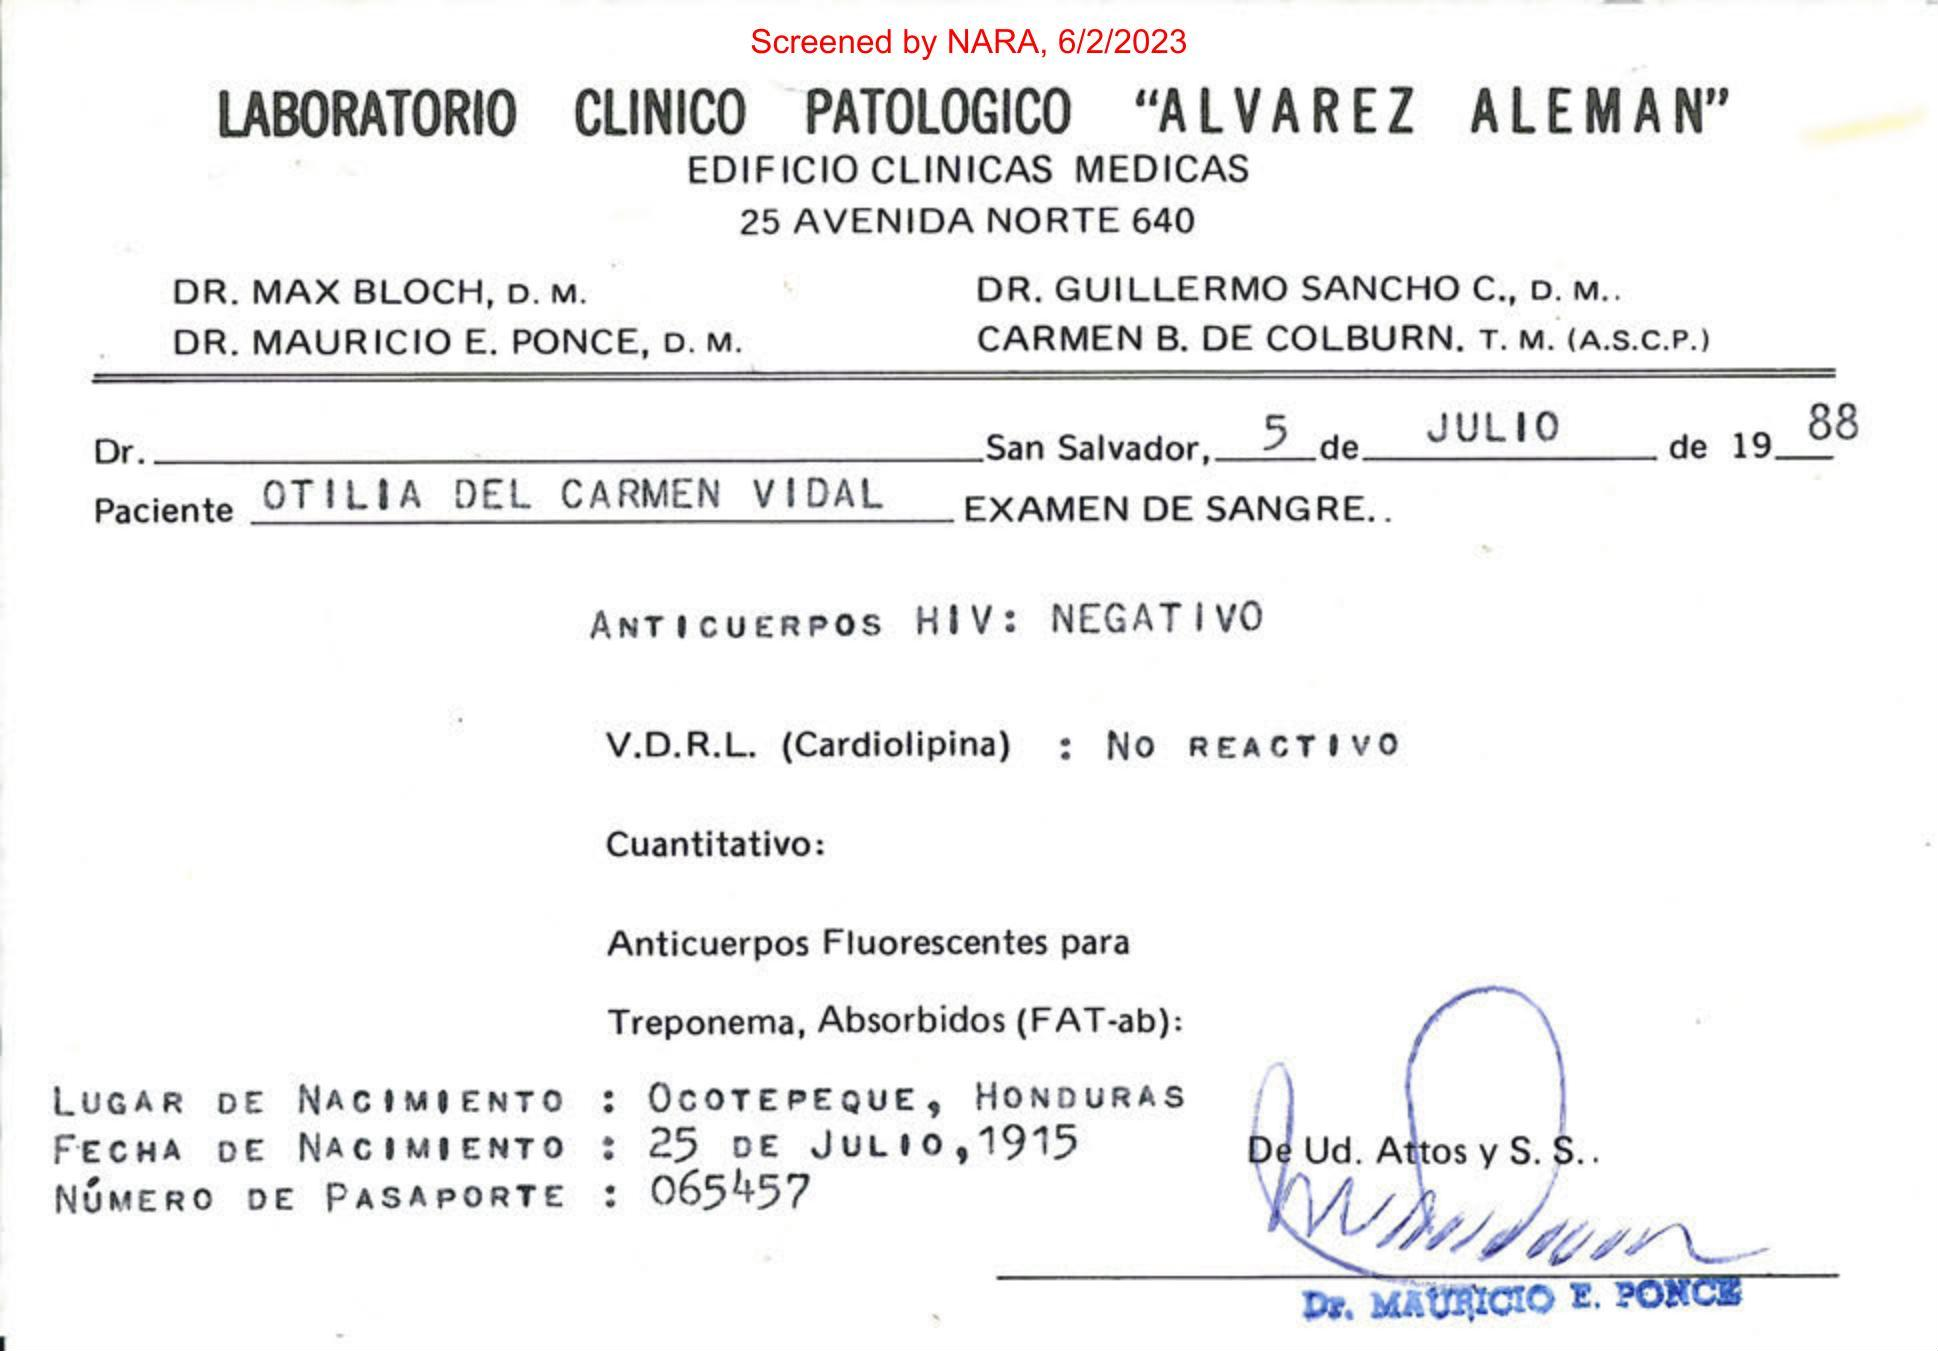 Screened by NARA, 6/2/2023
LABORATORIO CLINICO PATOLOGICO "ALVAREZ ALEMAN"
EDIFICIO CLINICAS MEDICAS
25 AVENIDA NORTE 640
DR. MAX BLOCH, D. M. DR. GUILLERMO SANCHO C., D. M..
DR. MAURICIO E. PONCE, D. M. CARMEN B. DE COLBURN. T. M. (A.S.C.P.)
Dr. San Salvador, 5 de JULIO de 19 88
Paciente OTILIA DEL CARMEN VIDAL EXAMEN DE SANGRE..
ANTICUERPOS HIV: NEGATIVO
V.D.R.L. (Cardiolipina) : NO REACTIVO
Cuantitativo:
Anticuerpos Fluorescentes para
Treponema, Absorbidos (FAT-ab):
LUGAR DE NACIMIENTO : OCOTEPEQUE, HONDURAS
FECHA DE NACIMIENTO : 25 DE JULIO,1915
NÚMERO DE PASAPORTE : 065457
De Ud. Attos y S. S..
Dr. MAURICIO E. PONCE